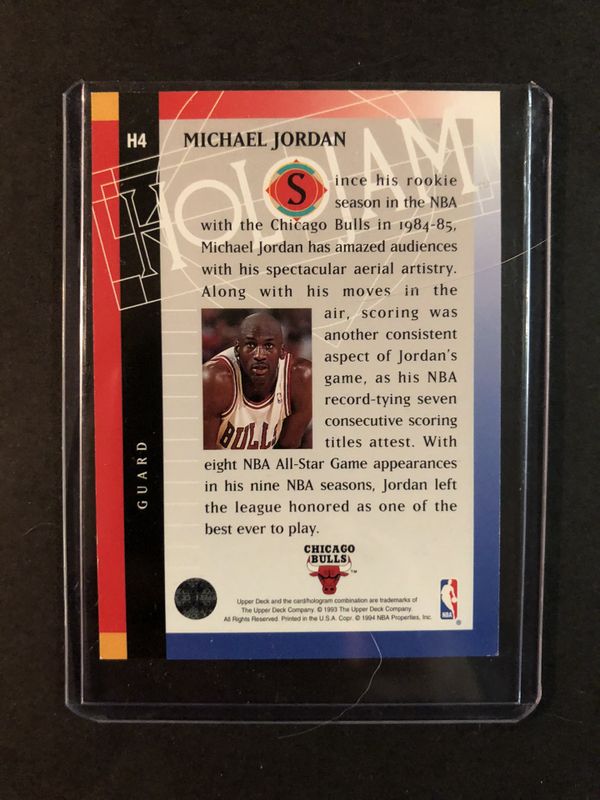 H4
MICHAEL JORDAN
HOLOJAM
Since his rookie
season in the NBA
with the Chicago Bulls in 1984-85,
Michael Jordan has amazed audiences
with his spectacular aerial artistry.
Along with his moves in the
air, scoring was
another consistent
aspect of Jordan's
game, as his NBA
record-tying seven
consecutive scoring
titles attest. With
eight NBA All-Star Game appearances
in his nine NBA seasons, Jordan left
the league honored as one of the
best ever to play.
BULLS
GUARD
CHICAGO
BULLS
TM
Upper Deck and the card/hologram combination are trademarks of
The Upper Deck Company. © 1993 The Upper Deck Company.
All Rights Reserved. Printed in the U.S.A. Copr. © 1994 NBA Properties, Inc.
NBA
®